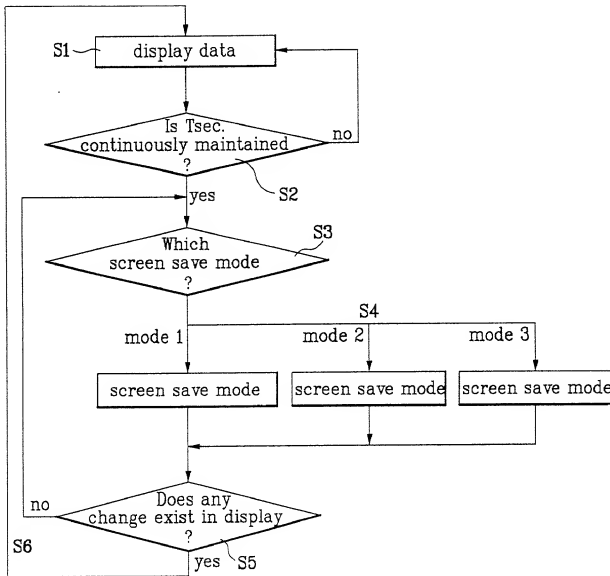 S1
display data
Is Tsec.
continuously maintained
?
no
S2
yes
Which
screen save mode
?
S3
S4
mode 1
mode 2
mode 3
screen save mode
screen save mode
screen save mode
Does any
change exist in display
?
no
S6
S5
yes